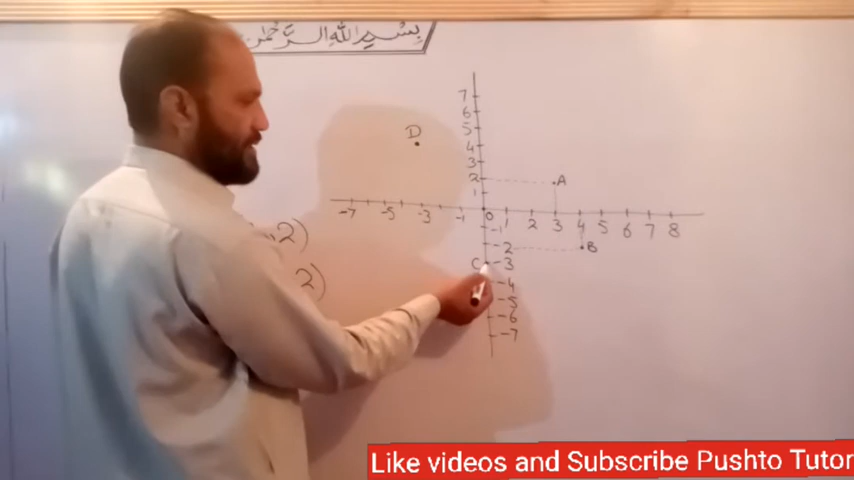 بِسْمِ اللهِ الرَّحْمٰنِ
7
6
D 5
4
3
2 A
1
-7 -5 -3 -1 0 1 2 3 4 5 6 7 8
-1
,2) -2 B
C -3
2) -4
-5
-6
-7
Like videos and Subscribe Pushto Tutor